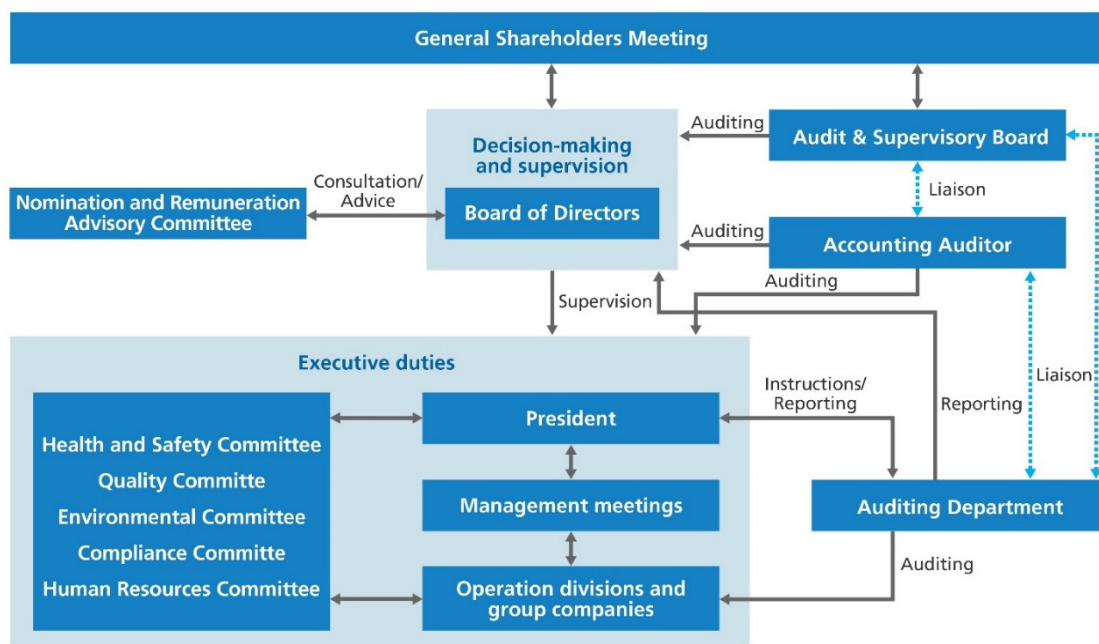 General Shareholders Meeting
Auditing
Audit & Supervisory Board
Decision-making
and supervision
Consultation/
Advice
Liaison
Nomination and Remuneration
Advisory Committee
Board of Directors
Auditing
Accounting Auditor
Auditing
Supervision
Executive duties
Instructions/
Reporting
Liaison
Reporting
President
Health and Safety Committee
Quality Committe
Environmental Committee
Compliance Committe
Human Resources Committee
Management meetings
Auditing Department
Auditing
Operation divisions and
group companies